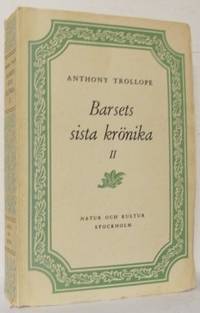 ANTHONY TROLLOPE
Barsets
sista krönika
II
NATUR OCH KULTUR
STOCKHOLM